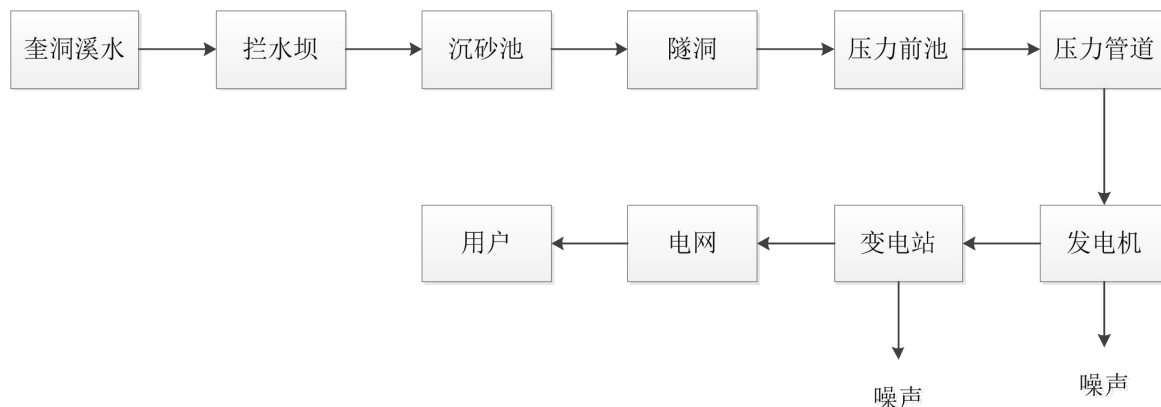 奎洞溪水
拦水坝
沉砂池
隧洞
压力前池
压力管道
用户
电网
变电站
发电机
噪声
噪声